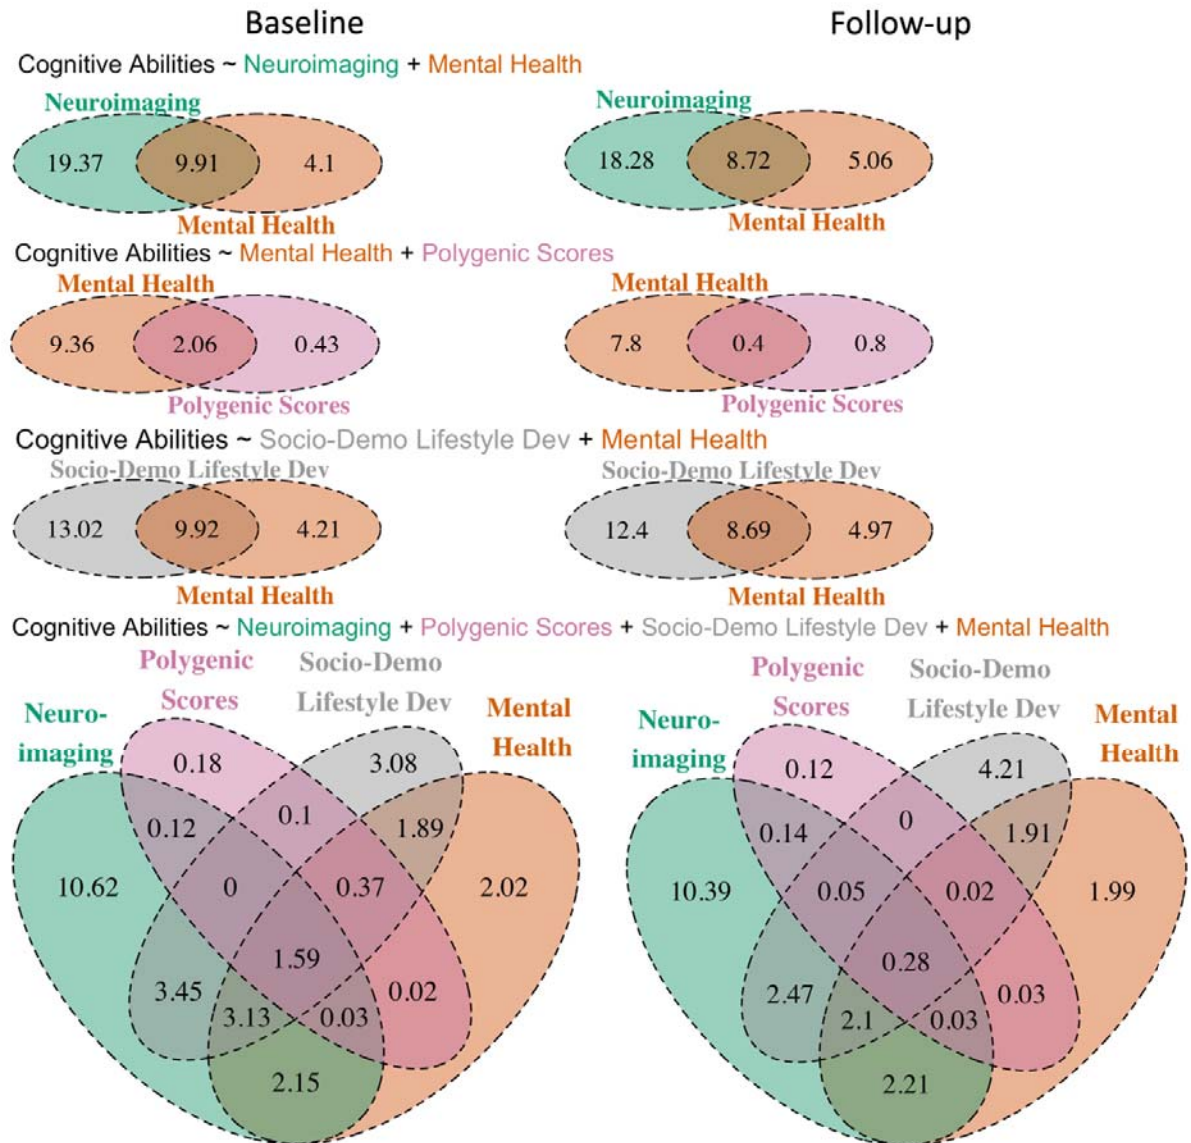 Baseline Follow-up
Cognitive Abilities ~ Neuroimaging + Mental Health
Neuroimaging Neuroimaging
19.37 9.91 4.1 18.28 8.72 5.06
Mental Health Mental Health
Cognitive Abilities ~ Mental Health + Polygenic Scores
Mental Health Mental Health
9.36 2.06 0.43 7.8 0.4 0.8
Polygenic Scores Polygenic Scores
Cognitive Abilities ~ Socio-Demo Lifestyle Dev + Mental Health
Socio-Demo Lifestyle Dev Socio-Demo Lifestyle Dev
13.02 9.92 4.21 12.4 8.69 4.97
Mental Health Mental Health
Cognitive Abilities ~ Neuroimaging + Polygenic Scores + Socio-Demo Lifestyle Dev + Mental Health
Polygenic
Scores
Socio-Demo
Lifestyle Dev
Neuro-
imaging
Mental
Health
0.18 3.08
0.12 0.1 1.89
10.62 0 0.37 2.02
1.59
3.45 3.13 0.03 0.02
2.15
Polygenic
Scores
Socio-Demo
Lifestyle Dev
Neuro-
imaging
Mental
Health
0.12 4.21
0.14 0 1.91
10.39 0.05 0.02 1.99
0.28
2.47 2.1 0.03 0.03
2.21